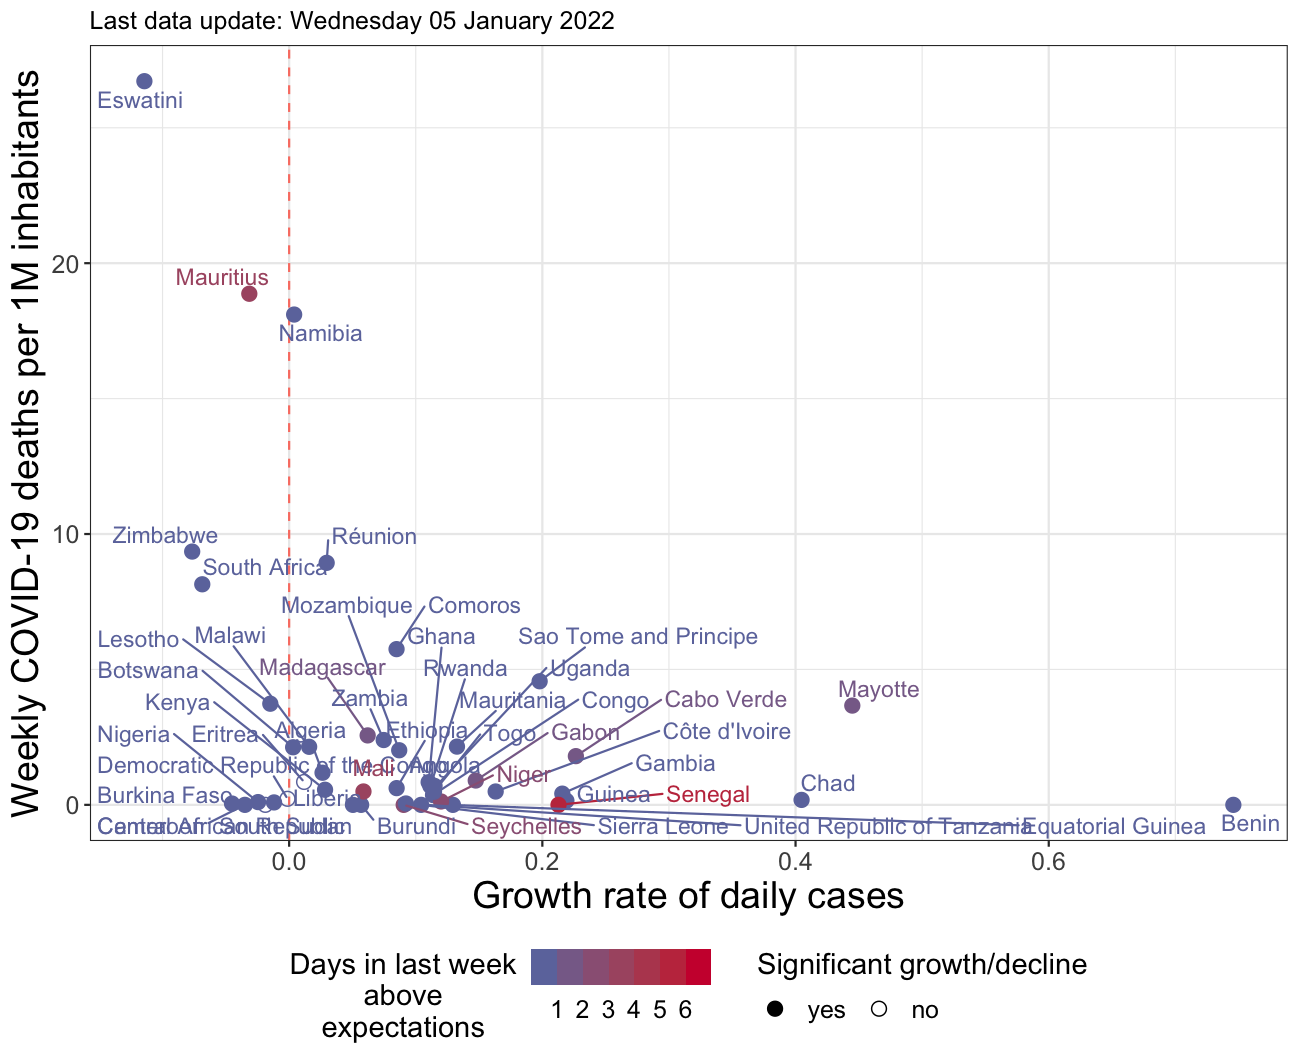 Last data update: Wednesday 05 January 2022
Weekly COVID-19 deaths per 1M inhabitants
20
10
0
Eswatini
Mauritius
Namibia
Zimbabwe
Réunion
South Africa
Mozambique
Comoros
Lesotho
Malawi
Ghana
Sao Tome and Principe
Botswana
Madagascar
Rwanda
Uganda
Kenya
Zambia
Mauritania
Congo
Cabo Verde
Mayotte
Nigeria
Eritrea
Algeria
Ethiopia
Togo
Gabon
Côte d'Ivoire
Democratic Republic of the Congo
Mali
Angola
Niger
Gambia
Burkina Faso
Liberia
Guinea
Senegal
Chad
Cameroon
Central African Republic
South Sudan
Burundi
Seychelles
Sierra Leone
United Republic of Tanzania
Equatorial Guinea
Benin
0.0
0.2
0.4
0.6
Growth rate of daily cases
Days in last week
above
expectations
1 2 3 4 5 6
Significant growth/decline
yes
no